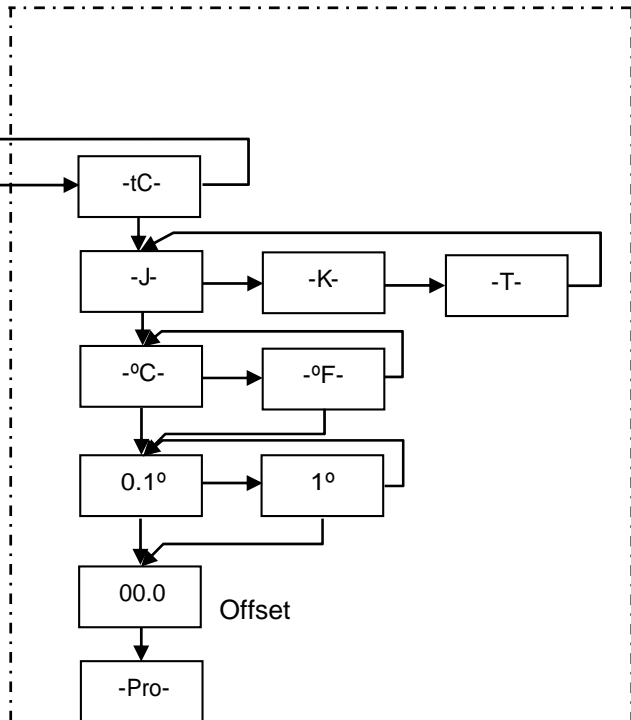 -tC-
-J-
-K-
-T-
-ºC-
-ºF-
0.1º
1º
00.0
Offset
-Pro-